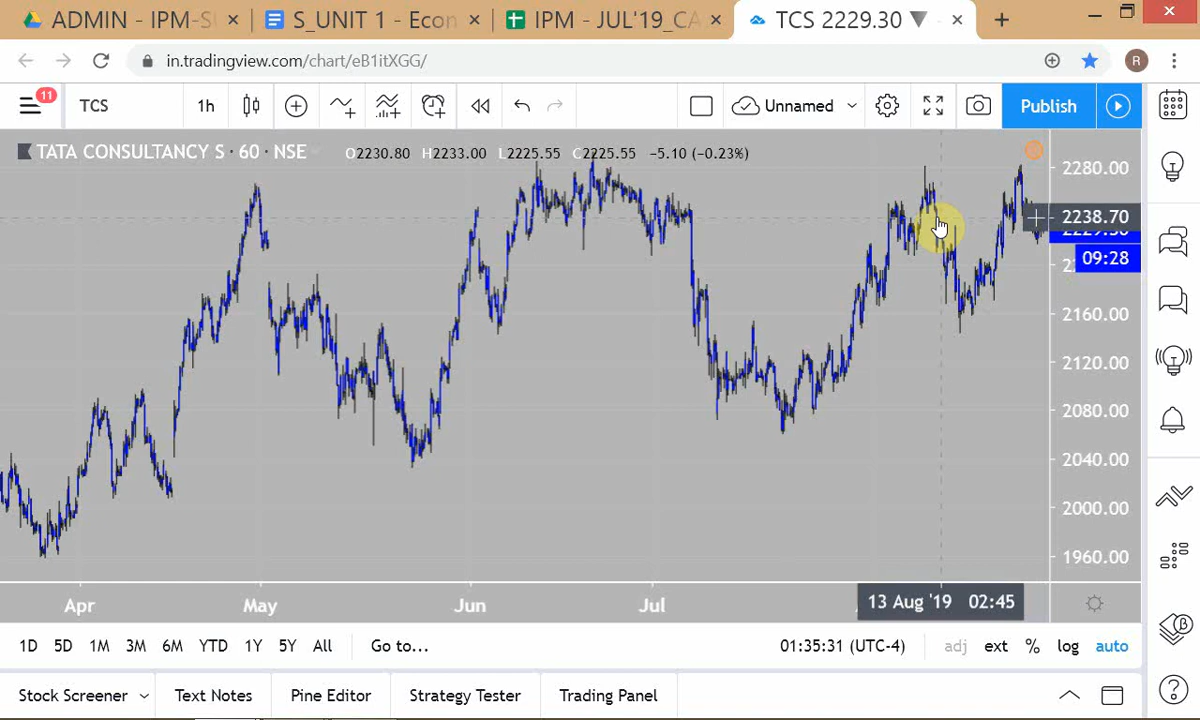 ADMIN - IPM-S
S_UNIT 1 - Econ
IPM - JUL'19_CA
TCS 2229.30 ▼
in.tradingview.com/chart/eB1itXGG/
R
11
TCS
1h
Unnamed
Publish
TATA CONSULTANCY S · 60 · NSE
O2230.80 H2233.00 L2225.55 C2225.55 −5.10 (−0.23%)
2280.00
2238.70
09:28
2160.00
2120.00
2080.00
2040.00
2000.00
1960.00
Apr
May
Jun
Jul
13 Aug '19 02:45
1D 5D 1M 3M 6M YTD 1Y 5Y All
Go to...
01:35:31 (UTC-4)
adj ext % log auto
Stock Screener
Text Notes
Pine Editor
Strategy Tester
Trading Panel